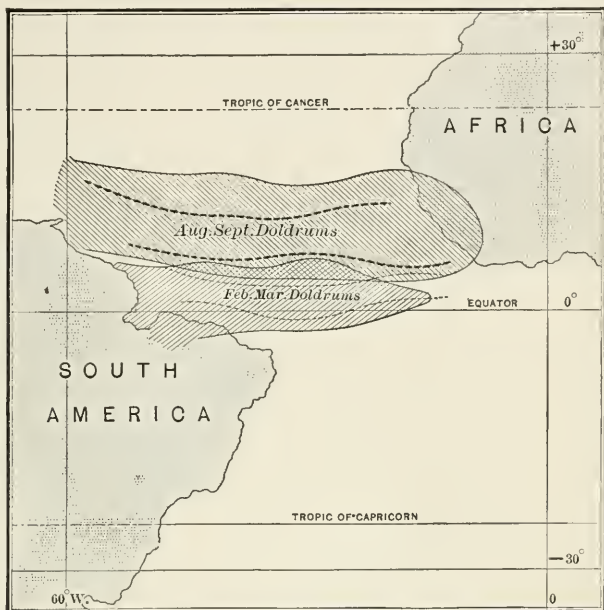 +30°
TROPIC OF CANCER
AFRICA
Aug. Sept. Doldrums
Feb. Mar. Doldrums
EQUATOR
0°
SOUTH
AMERICA
TROPIC OF CAPRICORN
—30°
60°W.
0